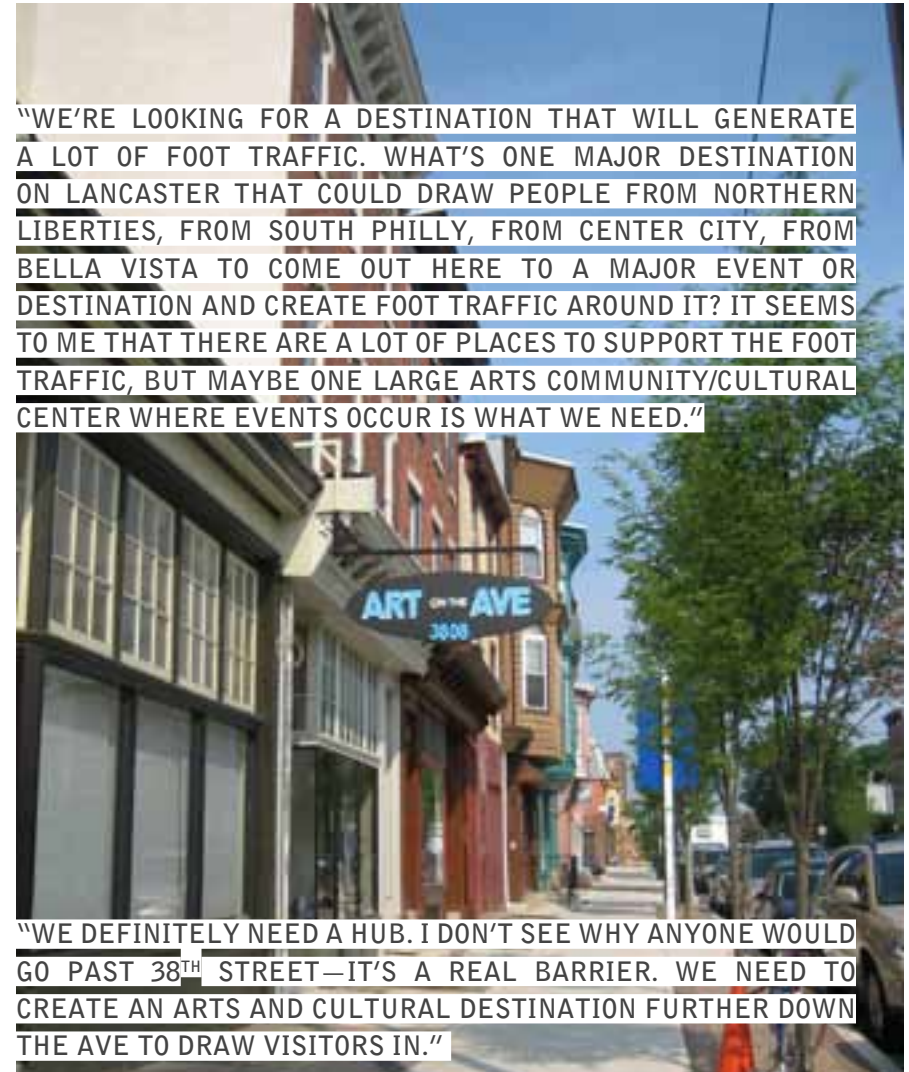 “WE’RE LOOKING FOR A DESTINATION THAT WILL GENERATE
A LOT OF FOOT TRAFFIC. WHAT’S ONE MAJOR DESTINATION
ON LANCASTER THAT COULD DRAW PEOPLE FROM NORTHERN
LIBERTIES, FROM SOUTH PHILLY, FROM CENTER CITY, FROM
BELLA VISTA TO COME OUT HERE TO A MAJOR EVENT OR
DESTINATION AND CREATE FOOT TRAFFIC AROUND IT? IT SEEMS
TO ME THAT THERE ARE A LOT OF PLACES TO SUPPORT THE FOOT
TRAFFIC, BUT MAYBE ONE LARGE ARTS COMMUNITY/CULTURAL
CENTER WHERE EVENTS OCCUR IS WHAT WE NEED.”
ART ON THE AVE
3808
“WE DEFINITELY NEED A HUB. I DON’T SEE WHY ANYONE WOULD
GO PAST 38TH STREET—IT’S A REAL BARRIER. WE NEED TO
CREATE AN ARTS AND CULTURAL DESTINATION FURTHER DOWN
THE AVE TO DRAW VISITORS IN.”